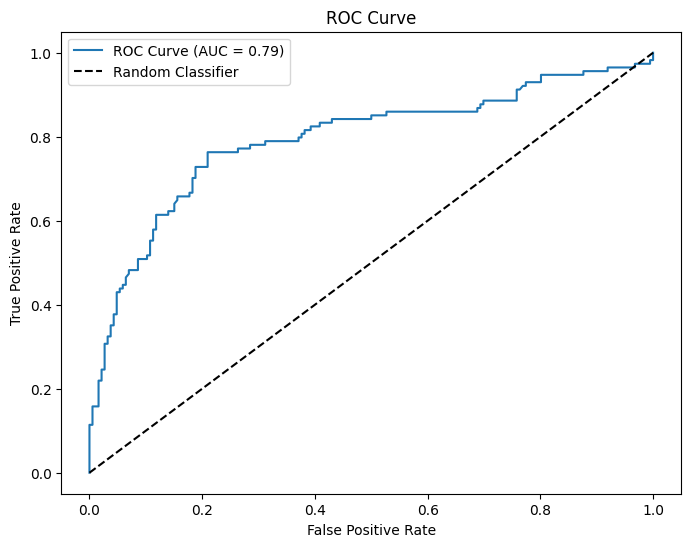 ROC Curve
ROC Curve (AUC = 0.79)
Random Classifier
True Positive Rate
1.0
0.8
0.6
0.4
0.2
0.0
0.0 0.2 0.4 0.6 0.8 1.0
False Positive Rate